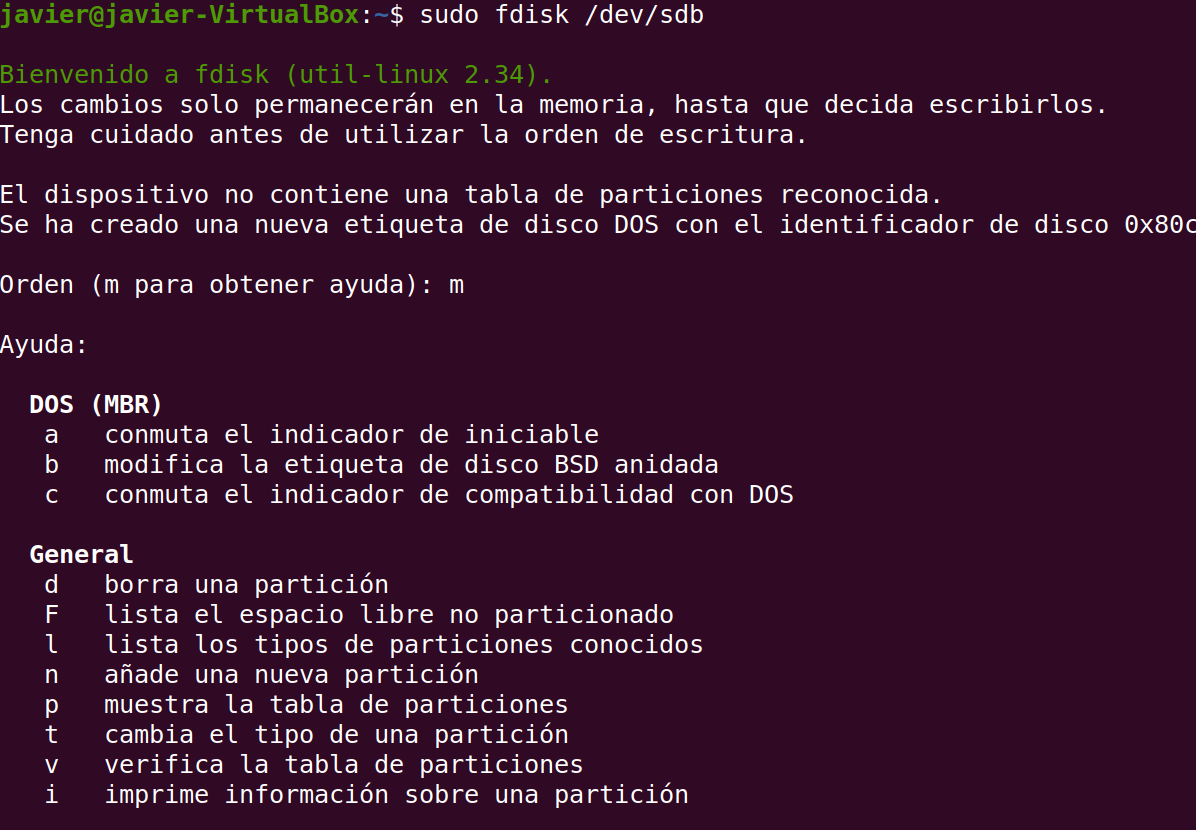 javier@javier-VirtualBox:~$ sudo fdisk /dev/sdb
Bienvenido a fdisk (util-linux 2.34).
Los cambios solo permanecerán en la memoria, hasta que decida escribirlos.
Tenga cuidado antes de utilizar la orden de escritura.
El dispositivo no contiene una tabla de particiones reconocida.
Se ha creado una nueva etiqueta de disco DOS con el identificador de disco 0x80c
Orden (m para obtener ayuda): m
Ayuda:
DOS (MBR)
a conmuta el indicador de iniciable
b modifica la etiqueta de disco BSD anidada
c conmuta el indicador de compatibilidad con DOS
General
d borra una partición
F lista el espacio libre no particionado
l lista los tipos de particiones conocidos
n añade una nueva partición
p muestra la tabla de particiones
t cambia el tipo de una partición
v verifica la tabla de particiones
i imprime información sobre una partición